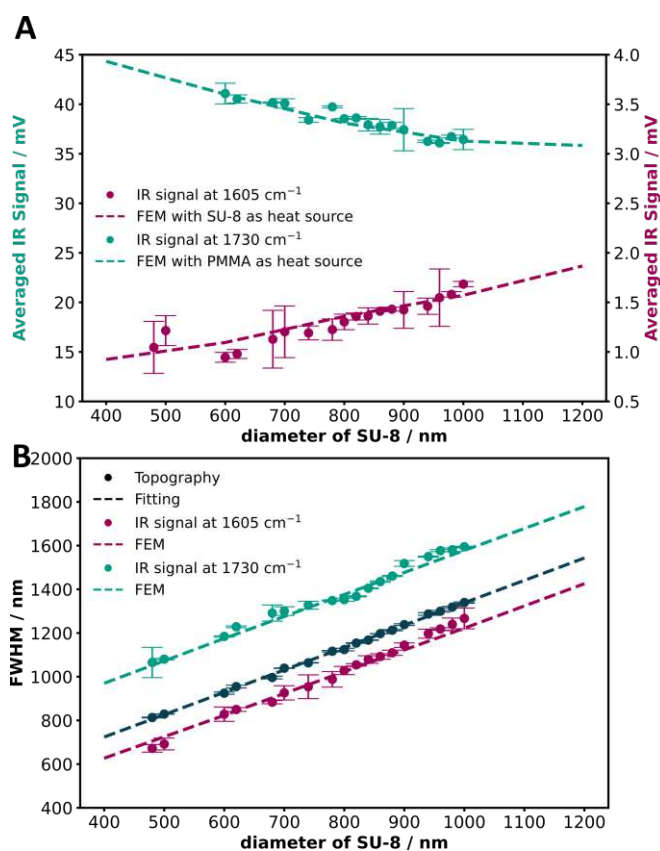 A
45
40
35
30
25
20
15
10
Averaged IR Signal / mV
4.0
3.5
3.0
2.5
2.0
1.5
1.0
0.5
Averaged IR Signal / mV
IR signal at 1605 cm⁻¹
FEM with SU-8 as heat source
IR signal at 1730 cm⁻¹
FEM with PMMA as heat source
400 500 600 700 800 900 1000 1100 1200
diameter of SU-8 / nm
B
2000
1800
1600
1400
1200
1000
800
600
400
FWHM / nm
Topography
Fitting
IR signal at 1605 cm⁻¹
FEM
IR signal at 1730 cm⁻¹
FEM
400 500 600 700 800 900 1000 1100 1200
diameter of SU-8 / nm